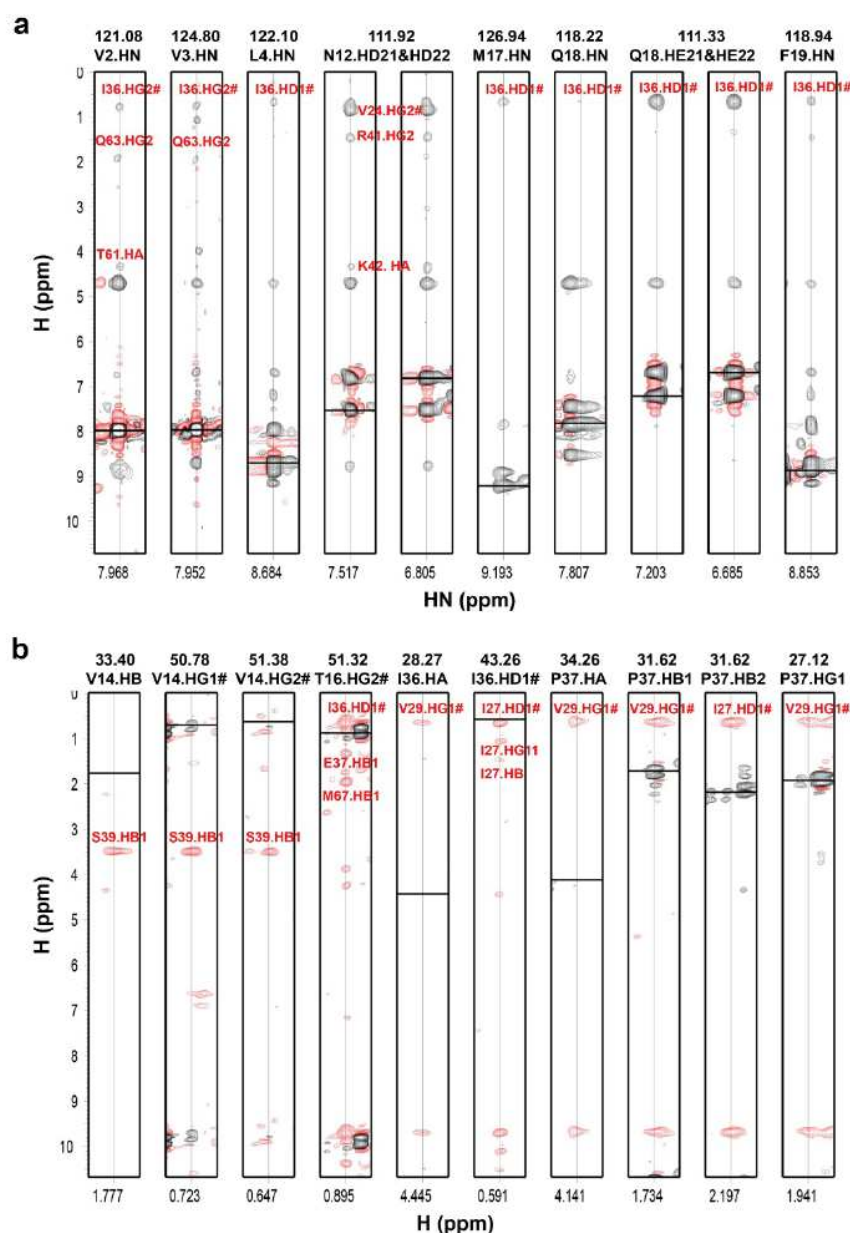 a
121.08 124.80 122.10 111.92 126.94 118.22 111.33 118.94
V2.HN V3.HN L4.HN N12.HD21&HD22 M17.HN Q18.HN Q18.HE21&HE22 F19.HN
0
I36.HG2# I36.HG2# I36.HD1# I36.HD1# I36.HD1# I36.HD1# I36.HD1# I36.HD1#
V24.HG2#
1
R41.HG2
Q63.HG2 Q63.HG2
2
3
4
T61.HA
K42. HA
5
6
7
8
9
10
7.968 7.952 8.684 7.517 6.805 9.193 7.807 7.203 6.685 8.853
H (ppm)
HN (ppm)
b
33.40 50.78 51.38 51.32 28.27 43.26 34.26 31.62 31.62 27.12
V14.HB V14.HG1# V14.HG2# T16.HG2# I36.HA I36.HD1# P37.HA P37.HB1 P37.HB2 P37.HG1
0
I36.HD1# V29.HG1# I27.HD1# V29.HG1# V29.HG1# I27.HD1# V29.HG1#
1
I27.HG11
E37.HB1
I27.HB
2
M67.HB1
3
S39.HB1 S39.HB1 S39.HB1
4
5
6
7
8
9
10
1.777 0.723 0.647 0.895 4.445 0.591 4.141 1.734 2.197 1.941
H (ppm)
H (ppm)